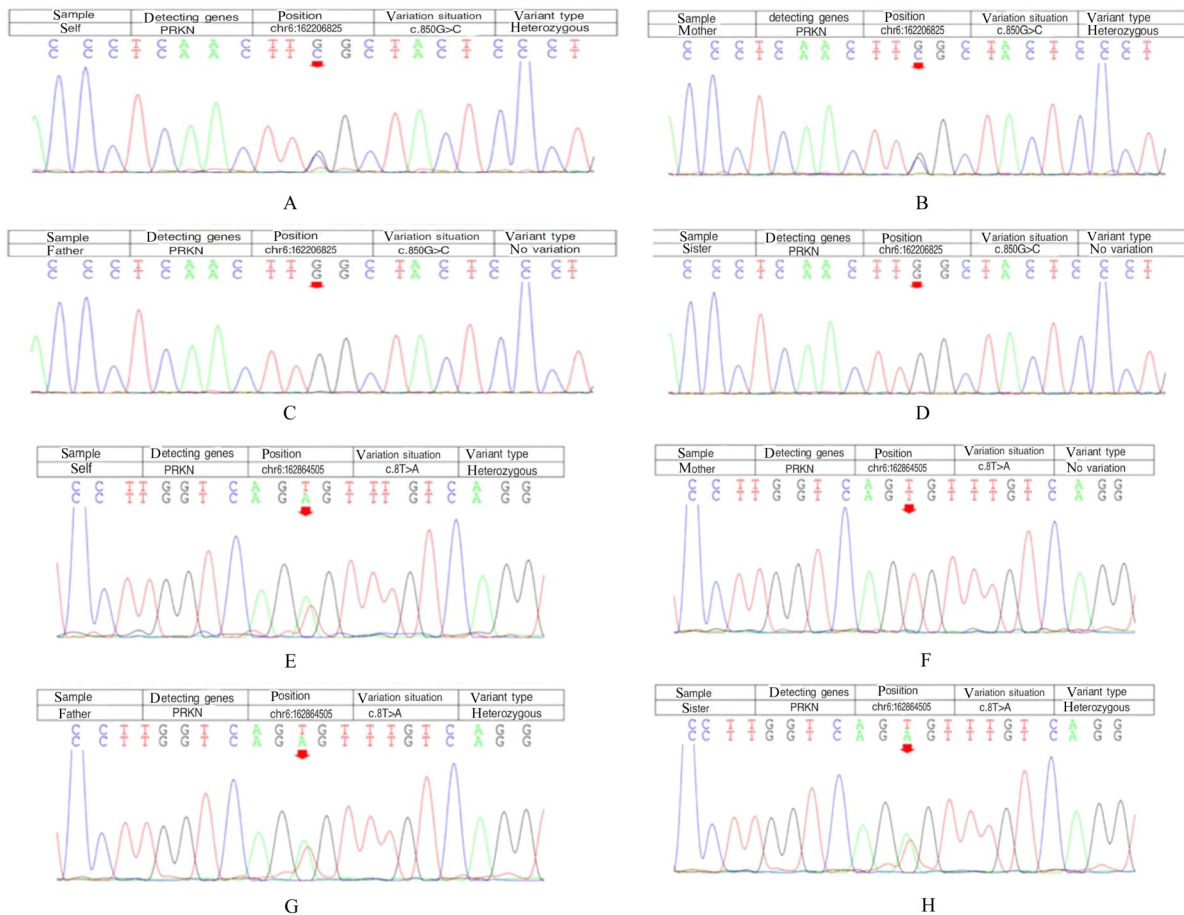 Sample Detecting genes Position Variation situation Variant type
Self PRKN chr6:162206825 c.850G>C Heterozygous
C C C T C A A C T T G G C T A C T C C C T
C C C T C A A C T T C G C T A C T C C C T
A
Sample detecting genes Position Variation situation Variant type
Mother PRKN chr6:162206825 c.850G>C Heterozygous
C C C T C A A C T T G G C T A C T C C C T
C C C T C A A C T T C G C T A C T C C C T
B
Sample Detecting genes Position Variation situation Variant type
Father PRKN chr6:162206825 c.850G>C No variation
C C C T C A A C T T G G C T A C T C C C T
C C C T C A A C T T G G C T A C T C C C T
C
Sample Detecting genes Position Variation situation Variant type
Sister PRKN chr6:162206825 c.850G>C No variation
C C C T C A A C T T G G C T A C T C C C T
C C C T C A A C T T G G C T A C T C C C T
D
Sample Detecting genes Position Variation situation Variant type
Self PRKN chr6:162864505 c.8T>A Heterozygous
C C T T G G T C A G T G T T T G T C A G G
C C T T G G T C A G A G T T T G T C A G G
E
Sample Detecting genes Position Variation situation Variant type
Mother PRKN chr6:162864505 c.8T>A No variation
C C T T G G T C A G T G T T T G T C A G G
C C T T G G T C A G T G T T T G T C A G G
F
Sample Detecting genes Position Variation situation Variant type
Father PRKN chr6:162864505 c.8T>A Heterozygous
C C T T G G T C A G T G T T T G T C A G G
C C T T G G T C A G A G T T T G T C A G G
G
Sample Detecting genes Position Variation situation Variant type
Sister PRKN chr6:162864505 c.8T>A Heterozygous
C C T T G G T C A G T G T T T G T C A G G
C C T T G G T C A G A G T T T G T C A G G
H